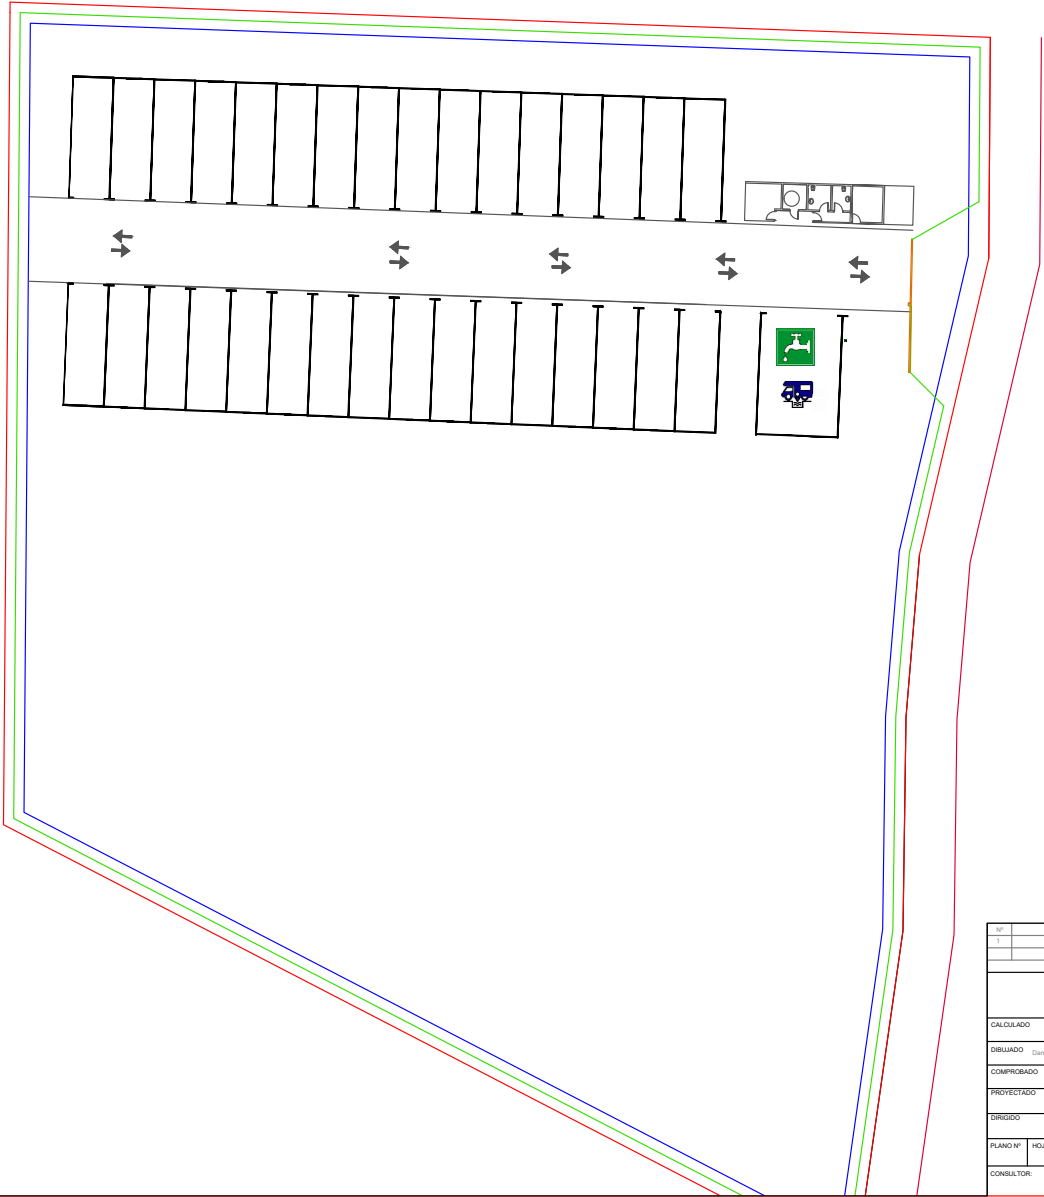 Nº
1
CALCULADO
DIBUJADO
COMPROBADO
PROYECTADO
DIRIGIDO
PLANO Nº
CONSULTOR: